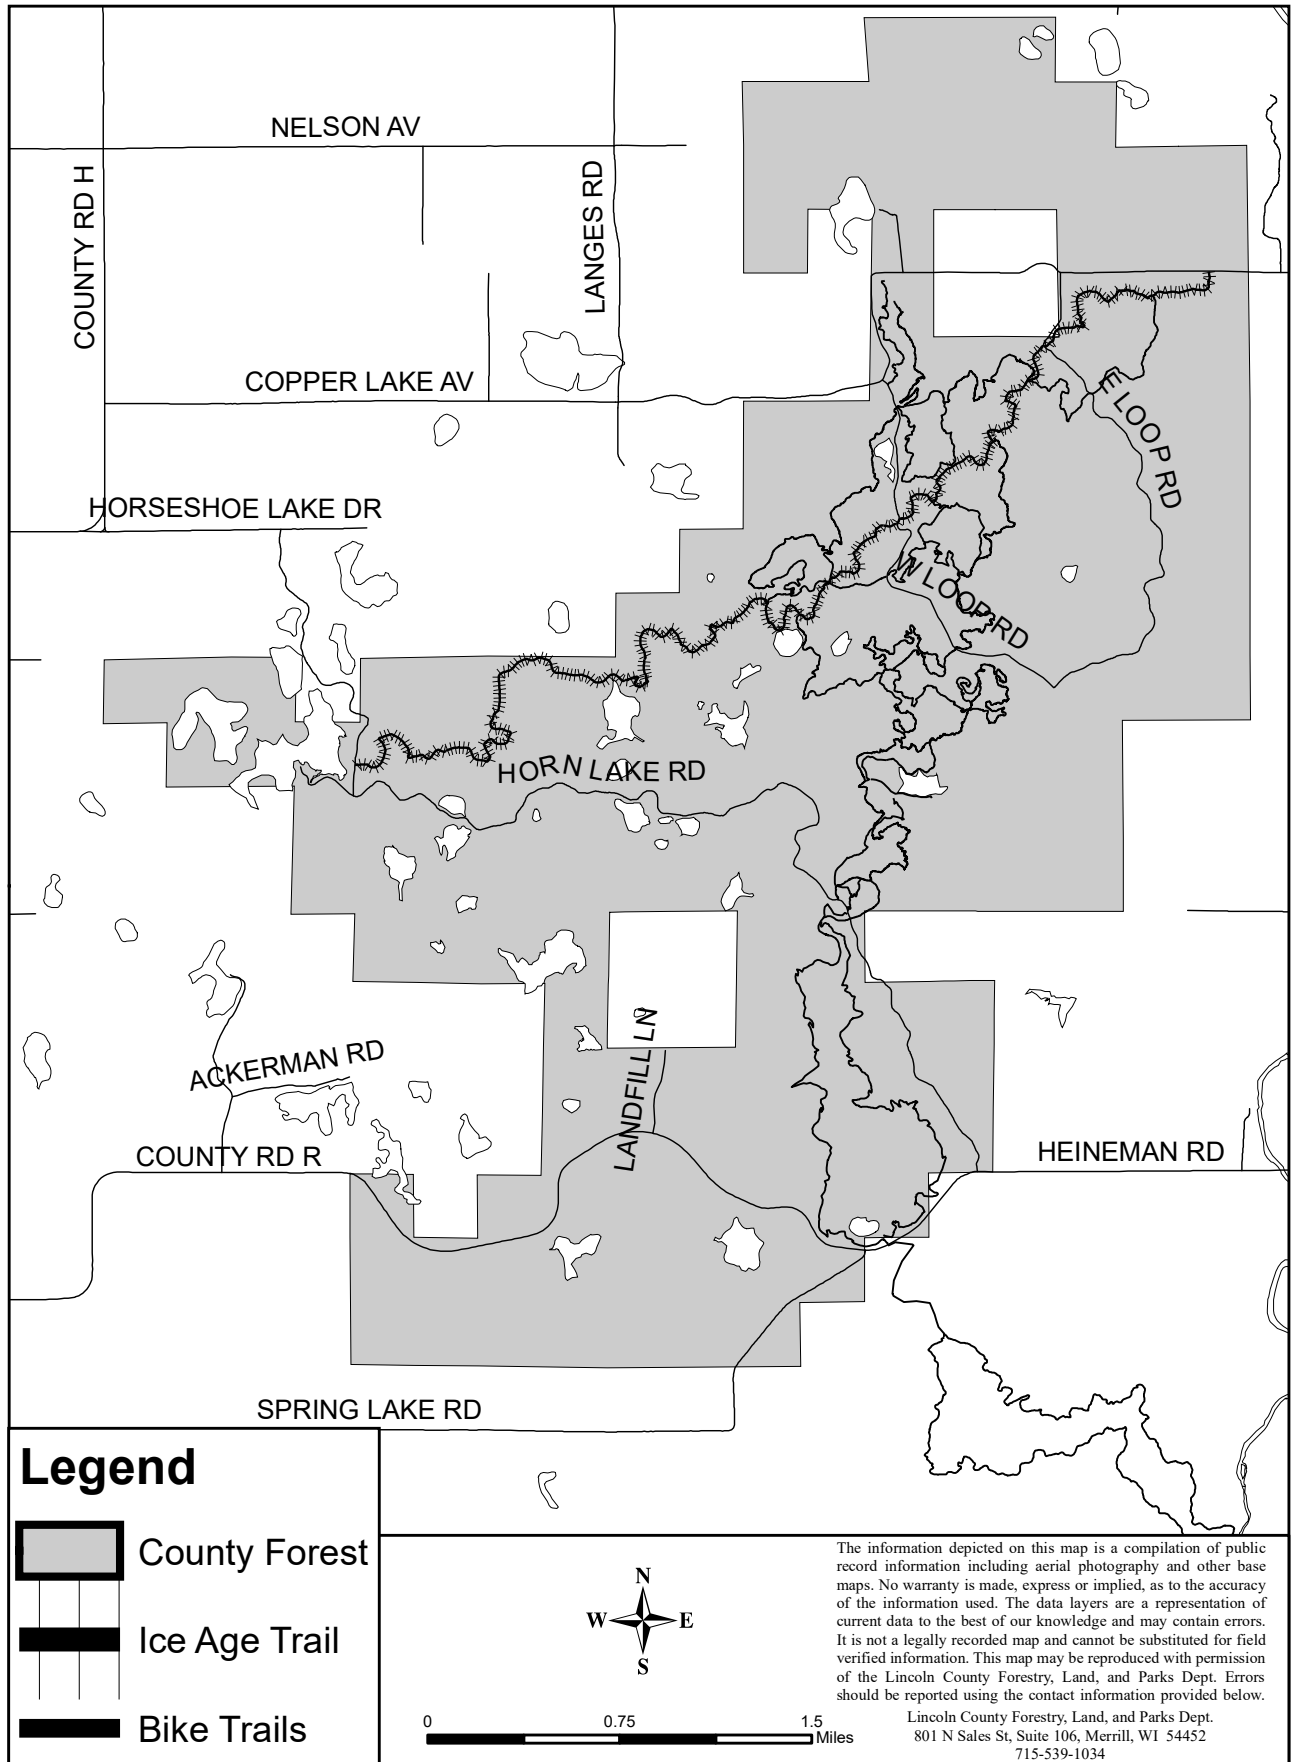 NELSON AV
COUNTY RD H
LANGES RD
COPPER LAKE AV
E LOOP RD
HORSESHOE LAKE DR
W LOOP RD
HORN LAKE RD
LANDFILL LN
ACKERMAN RD
COUNTY RD R
HEINEMAN RD
SPRING LAKE RD
Legend
County Forest
Ice Age Trail
Bike Trails
N
W E
S
0 0.75 1.5
Miles
The information depicted on this map is a compilation of public
record information including aerial photography and other base
maps. No warranty is made, express or implied, as to the accuracy
of the information used. The data layers are a representation of
current data to the best of our knowledge and may contain errors.
It is not a legally recorded map and cannot be substituted for field
verified information. This map may be reproduced with permission
of the Lincoln County Forestry, Land, and Parks Dept. Errors
should be reported using the contact information provided below.
Lincoln County Forestry, Land, and Parks Dept.
801 N Sales St, Suite 106, Merrill, WI 54452
715-539-1034